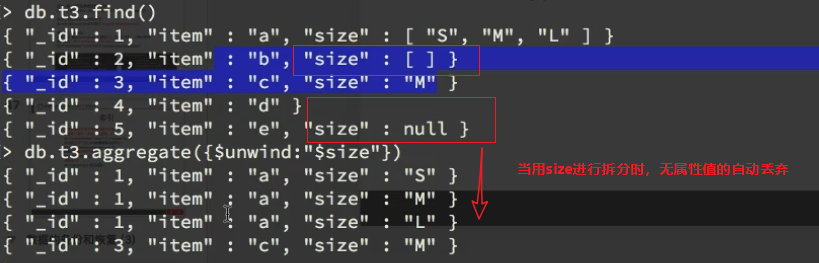 > db.t3.find()
{ "_id" : 1, "item" : "a", "size" : [ "S", "M", "L" ] }
{ "_id" : 2, "item" : "b", "size" : [ ] }
{ "_id" : 3, "item" : "c", "size" : "M" }
{ "_id" : 4, "item" : "d" }
{ "_id" : 5, "item" : "e", "size" : null }
> db.t3.aggregate({$unwind:"$size"})
{ "_id" : 1, "item" : "a", "size" : "S" }
当用size进行拆分时，无属性值的自动丢弃
{ "_id" : 1, "item" : "a", "size" : "M" }
{ "_id" : 1, "item" : "a", "size" : "L" }
{ "_id" : 3, "item" : "c", "size" : "M" }